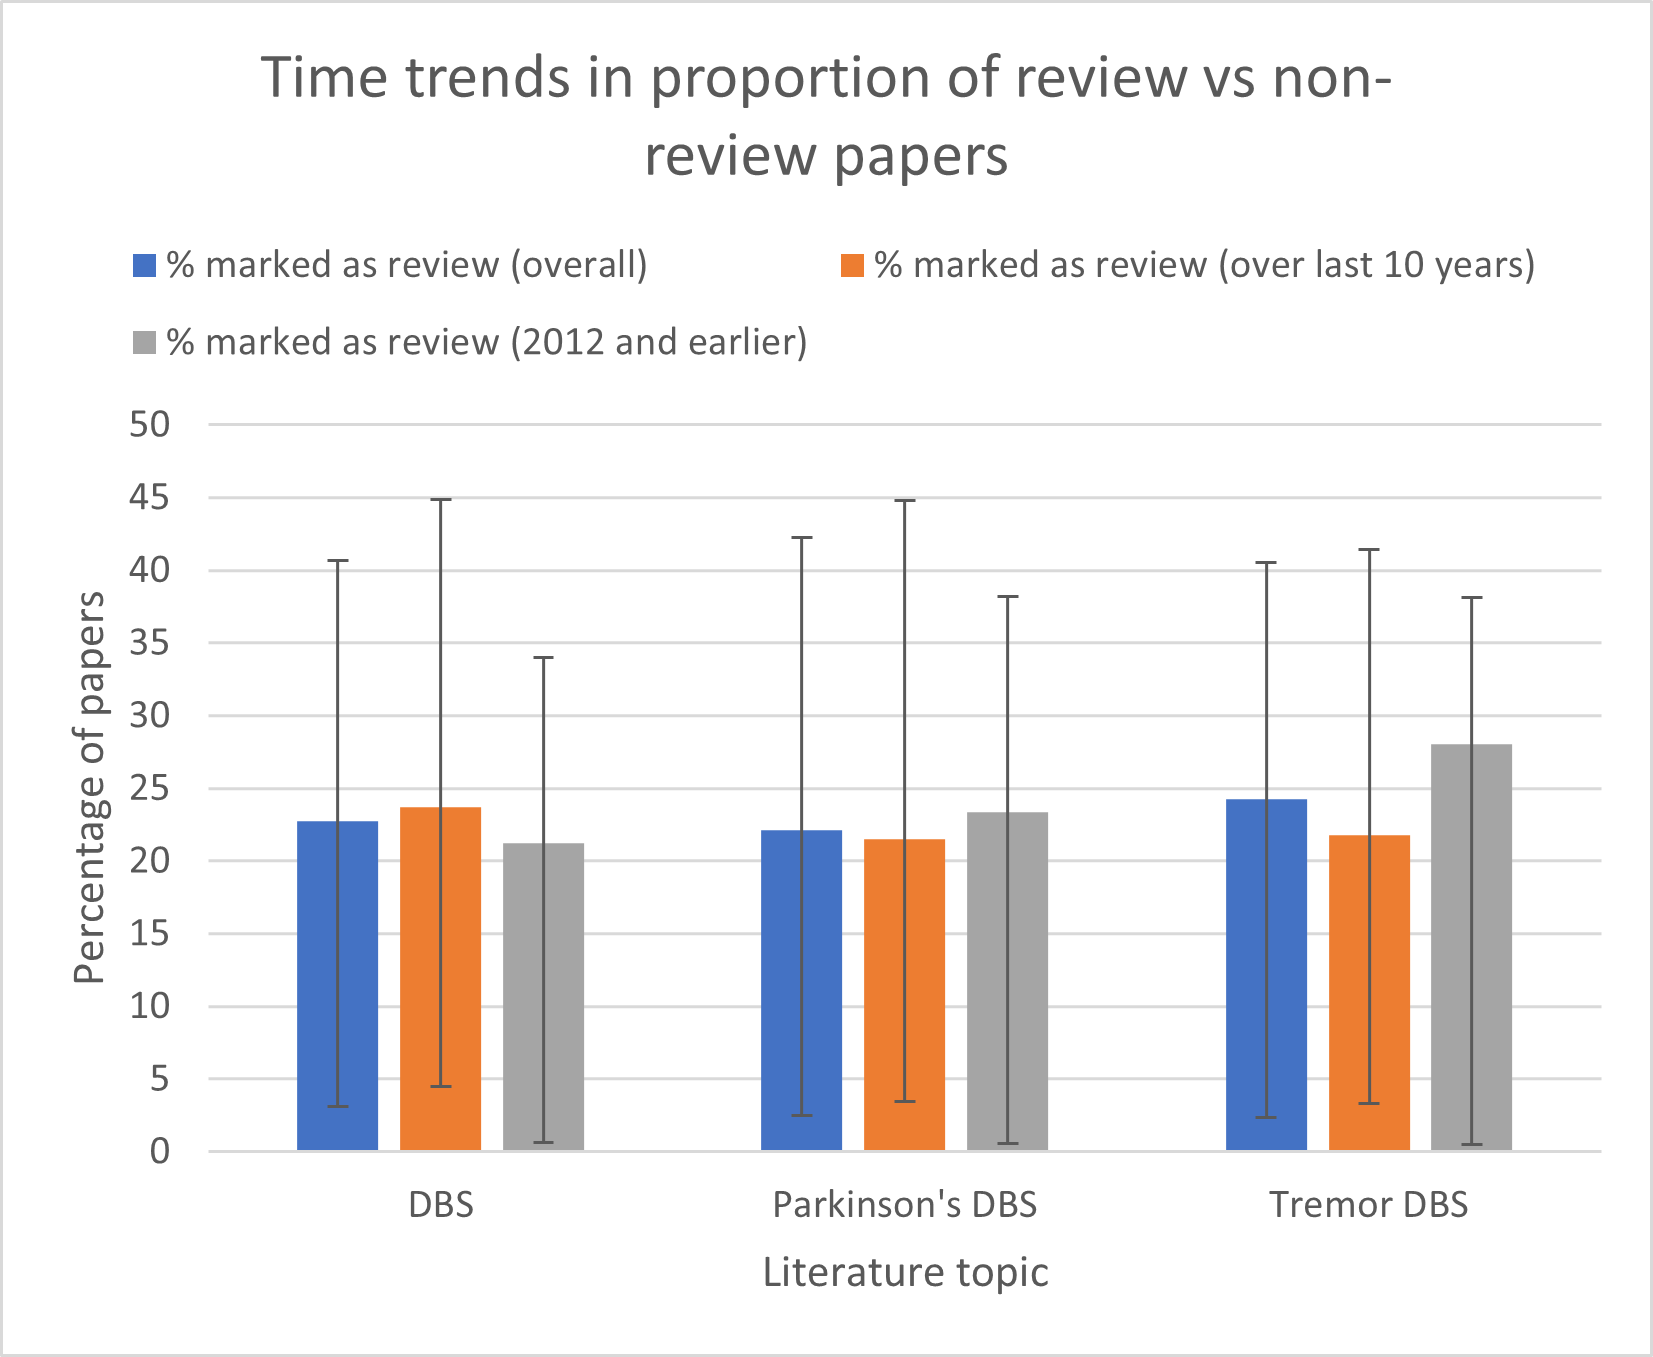 Time trends in proportion of review vs non-
review papers
% marked as review (overall)
% marked as review (over last 10 years)
% marked as review (2012 and earlier)
50
45
40
35
30
25
20
15
10
5
0
Percentage of papers
DBS
Parkinson's DBS
Tremor DBS
Literature topic